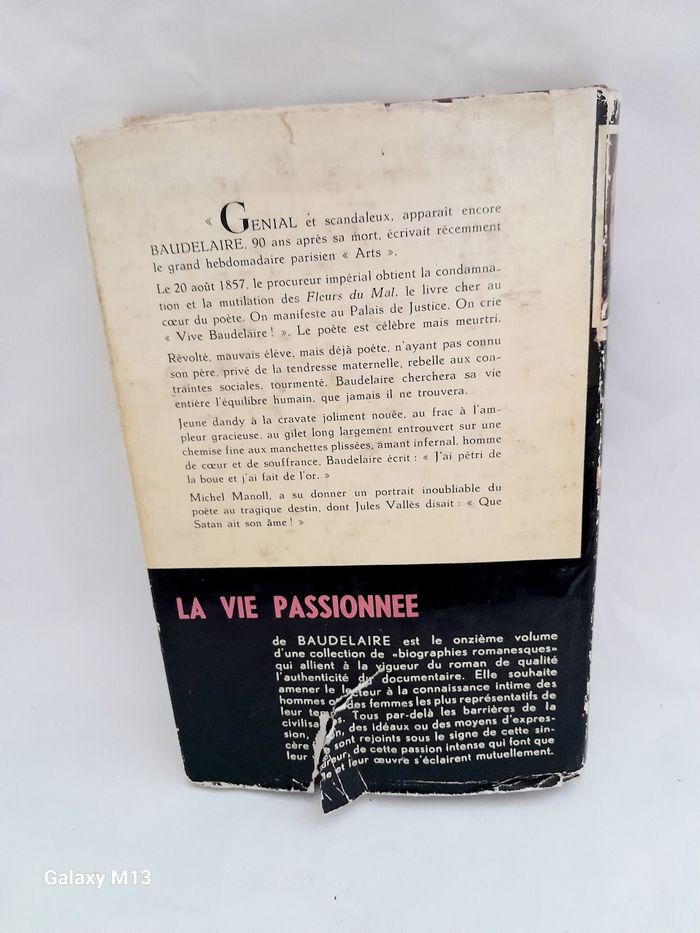 « GENIAL et scandaleux, apparait encore
BAUDELAIRE, 90 ans après sa mort, écrivait récemment
le grand hebdomadaire parisien « Arts ».
Le 20 août 1857, le procureur impérial obtient la condamna-
tion et la mutilation des Fleurs du Mal, le livre cher au
cœur du poète. On manifeste au Palais de Justice. On crie
« Vive Baudelaire ! ». Le poète est célèbre mais meurtri.
Révolté, mauvais élève, mais déjà poète, n'ayant pas connu
son père, privé de la tendresse maternelle, rebelle aux con-
traintes sociales, tourmenté, Baudelaire cherchera sa vie
entière l'équilibre humain, que jamais il ne trouvera.
Jeune dandy à la cravate joliment nouée, au frac à l'am-
pleur gracieuse, au gilet long largement entrouvert sur une
chemise fine aux manchettes plissées, amant infernal, homme
de cœur et de souffrance, Baudelaire écrit : « J'ai pétri de
la boue et j'ai fait de l'or. »
Michel Manoll, a su donner un portrait inoubliable du
poète au tragique destin, dont Jules Vallès disait : « Que
Satan ait son âme ! »
LA VIE PASSIONNEE
de BAUDELAIRE est le onzième volume
d'une collection de «biographies romanesques»
qui allient à la vigueur du roman de qualité
l'authenticité du documentaire. Elle souhaite
amener le lecteur à la connaissance intime des
hommes des femmes les plus représentatifs de
leur Tous par-delà les barrières de la
des idéaux ou des moyens d'expres-
sion, sont rejoints sous le signe de cette sin-
cère de cette passion intense qui font que
leur et leur œuvre s'éclairent mutuellement.
Galaxy M13